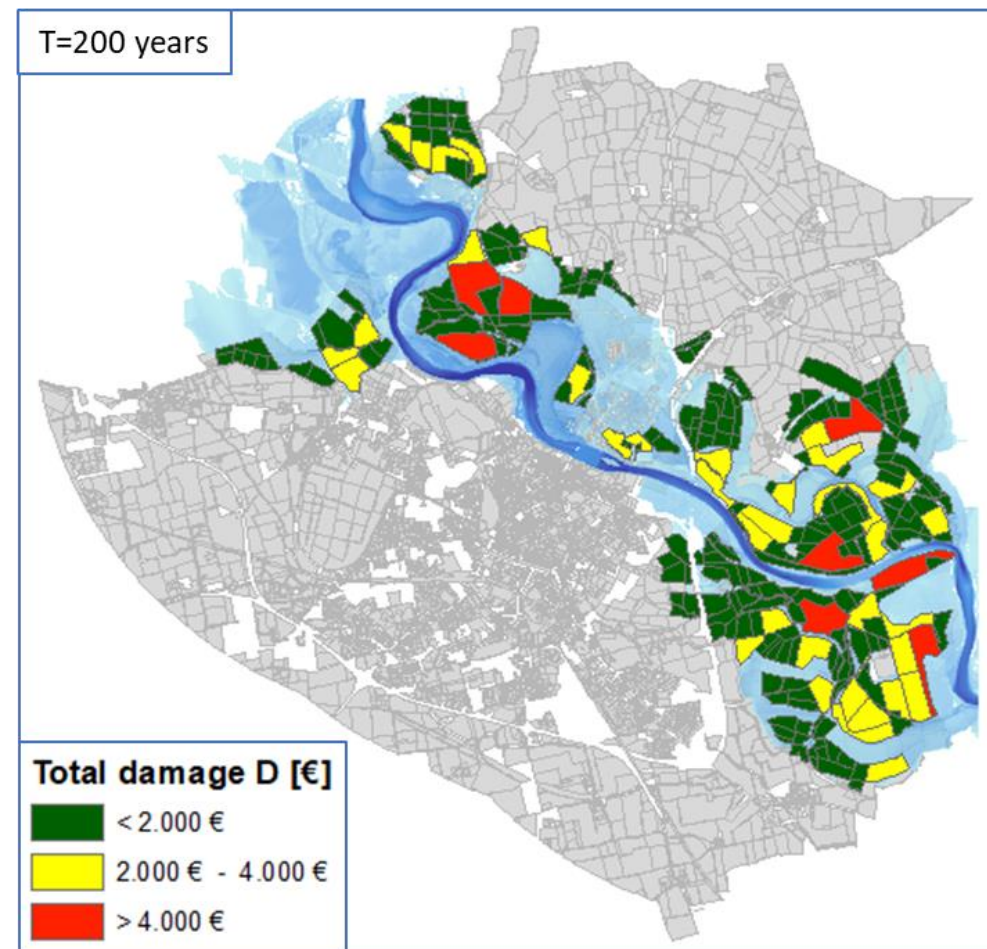 T=200 years
Total damage D [€]
< 2.000 €
2.000 € - 4.000 €
> 4.000 €